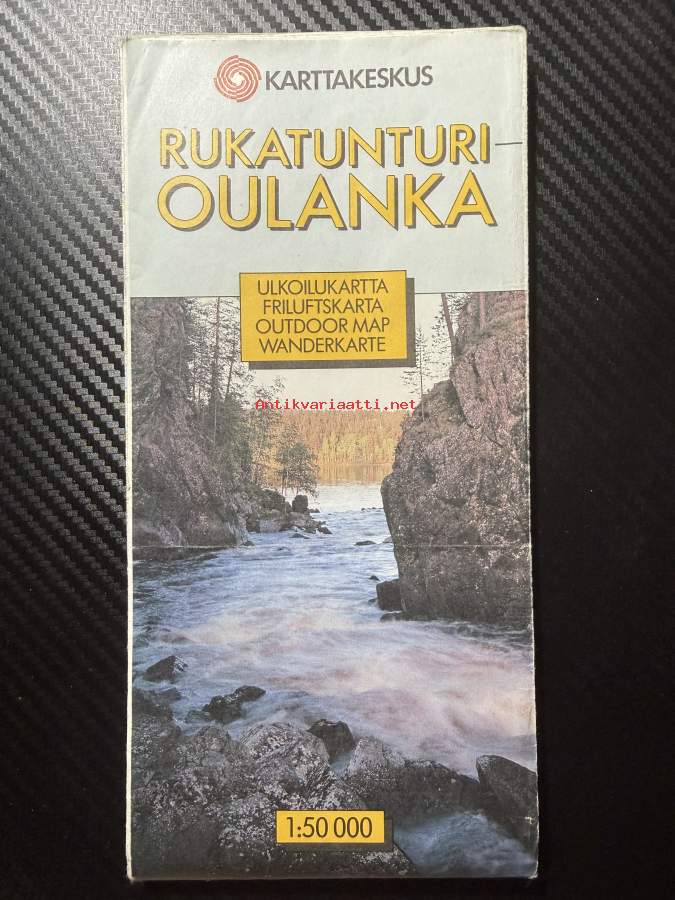 KARTTAKESKUS
RUKATUNTURI–
OULANKA
ULKOILUKARTTA
FRILUFTSKARTA
OUTDOOR MAP
WANDERKARTE
Antikvariaatti.net
1:50 000